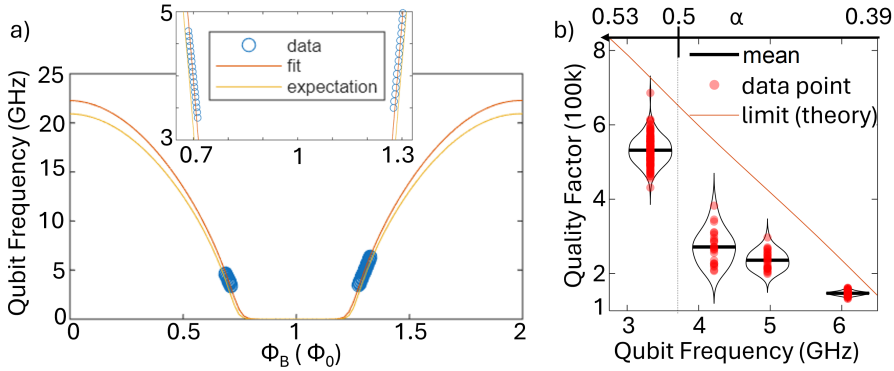 a)
Qubit Frequency (GHz)
25
20
15
10
5
0
0
0.5
1
1.5
2
Φ_B ( Φ_0)
5
4
3
0.7
1
1.3
data
fit
expectation
b)
0.53
0.5
α
0.39
Quality Factor (100k)
8
6
4
2
1
mean
data point
limit (theory)
3
4
5
6
Qubit Frequency (GHz)